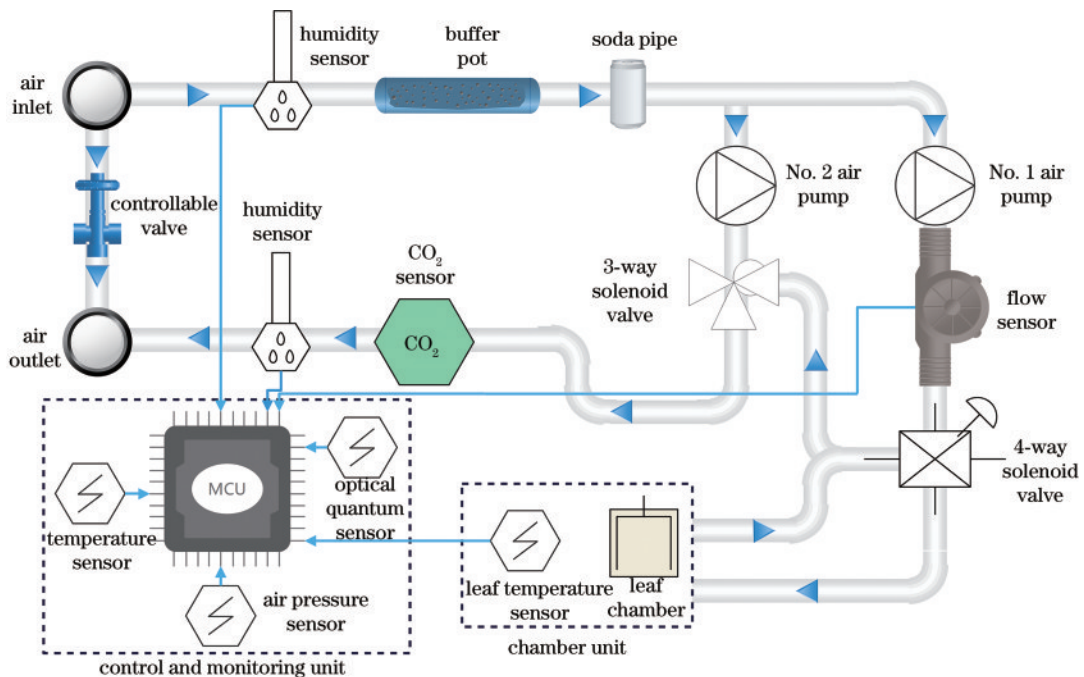 humidity
sensor
buffer
pot
soda pipe
air
inlet
No. 2 air
pump
No. 1 air
pump
controllable
valve
humidity
sensor
CO2
sensor
3-way
solenoid
valve
flow
sensor
air
outlet
CO2
4-way
solenoid
valve
MCU
optical
quantum
sensor
temperature
sensor
leaf temperature
sensor
leaf
chamber
air pressure
sensor
chamber unit
control and monitoring unit